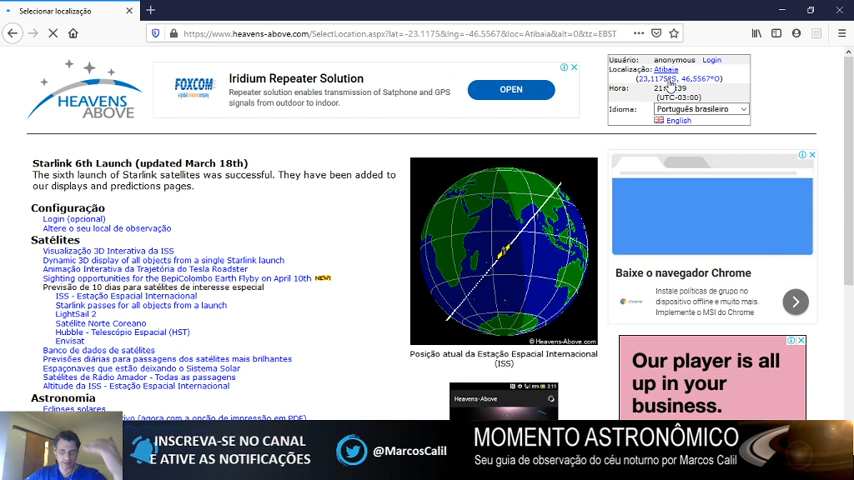 Selecionar localização
https://www.heavens-above.com/SelectLocation.aspx?lat=-23.1175&lng=-46.5567&loc=Atibaia&alt=0&tz=EBST
HEAVENS
ABOVE
FOXCOM
Iridium Repeater Solution
Repeater solution enables transmission of Satphone and GPS
signals from outdoor to indoor.
OPEN
Usuário: anonymous Login
Localização: Atibaia
(23,1175°S, 46,5567°O)
Hora:
(UTC-03:00)
Idioma: Português brasileiro
English
Starlink 6th Launch (updated March 18th)
The sixth launch of Starlink satellites was successful. They have been added to
our displays and predictions pages.
Configuração
Login (opcional)
Altere o seu local de observação
Satélites
Visualização 3D Interativa da ISS
Dynamic 3D display of all objects from a single Starlink launch
Animação Interativa da Trajetória do Tesla Roadster
Sighting opportunities for the BepiColombo Earth Flyby on April 10th NEW!
Previsão de 10 dias para satélites de interesse especial
ISS - Estação Espacial Internacional
Starlink passes for all objects from a launch
LightSail 2
Satélite Norte Coreano
Hubble - Telescópio Espacial (HST)
Envisat
Banco de dados de satélites
Previsões diárias para passagens dos satélites mais brilhantes
Espaçonaves que estão deixando o Sistema Solar
Satélites de Rádio Amador - Todas as passagens
Altitude da ISS - Estação Espacial Internacional
Astronomia
Eclipses solares
(agora com a opção de impressão em PDF)
© Heavens-Above.com
Posição atual da Estação Espacial Internacional
(ISS)
3:11
Heavens-Above
Baixe o navegador Chrome
Instale políticas de grupo no
dispositivo offline e muito mais.
Implemente o MSI do Chrome
chrome
Our player is all
up in your
business.
INSCREVA-SE NO CANAL
E ATIVE AS NOTIFICAÇÕES
@MarcosCalil
MOMENTO ASTRONÔMICO
Seu guia de observação do céu noturno por Marcos Calil